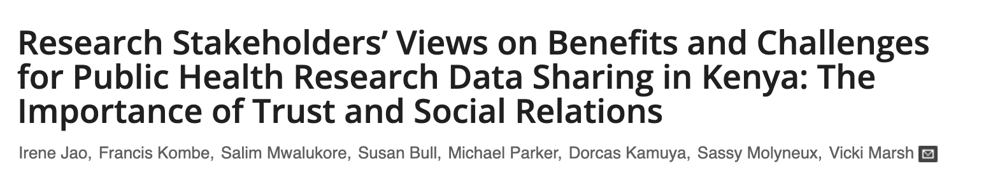 Research Stakeholders’ Views on Benefits and Challenges
for Public Health Research Data Sharing in Kenya: The
Importance of Trust and Social Relations
Irene Jao, Francis Kombe, Salim Mwalukore, Susan Bull, Michael Parker, Dorcas Kamuya, Sassy Molyneux, Vicki Marsh